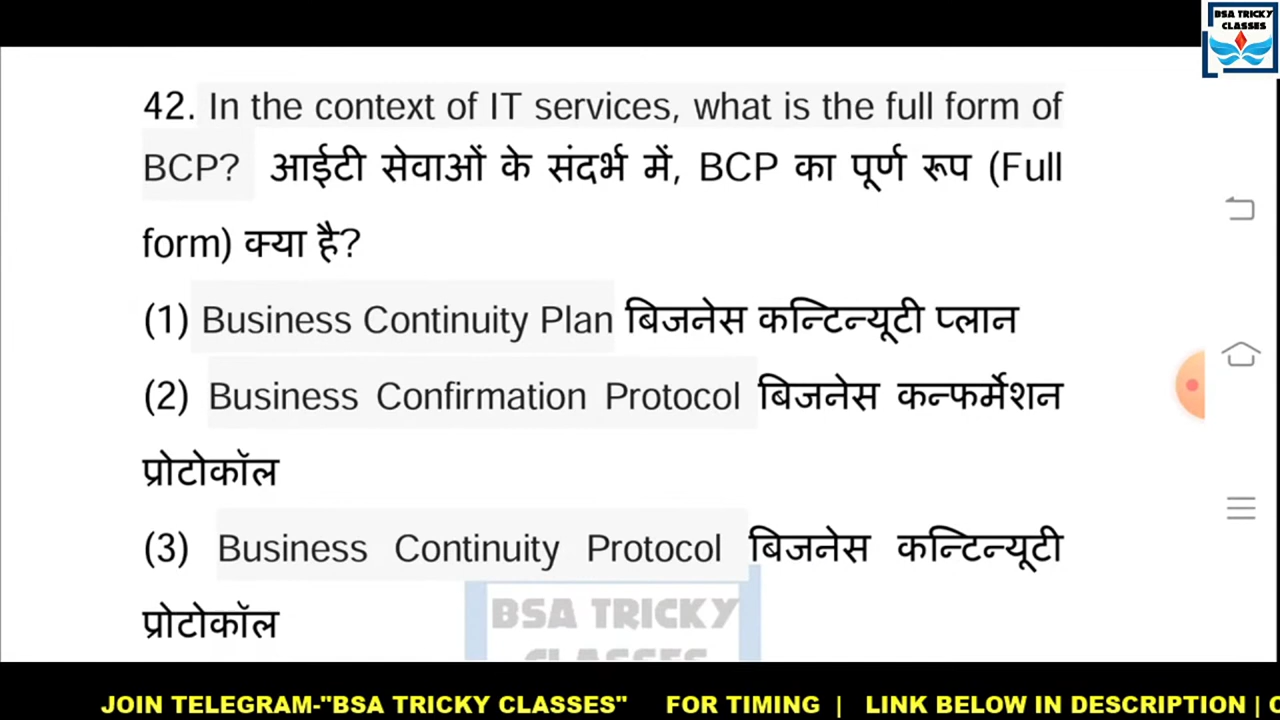 BSA TRICKY
CLASSES
42. In the context of IT services, what is the full form of
BCP? आईटी सेवाओं के संदर्भ में, BCP का पूर्ण रूप (Full
form) क्या है?
(1) Business Continuity Plan बिजनेस कन्टिन्यूटी प्लान
(2) Business Confirmation Protocol बिजनेस कन्फर्मेशन
प्रोटोकॉल
(3) Business Continuity Protocol बिजनेस कन्टिन्यूटी
प्रोटोकॉल
BSA TRICKY
CLASSES
JOIN TELEGRAM-"BSA TRICKY CLASSES" FOR TIMING | LINK BELOW IN DESCRIPTION |